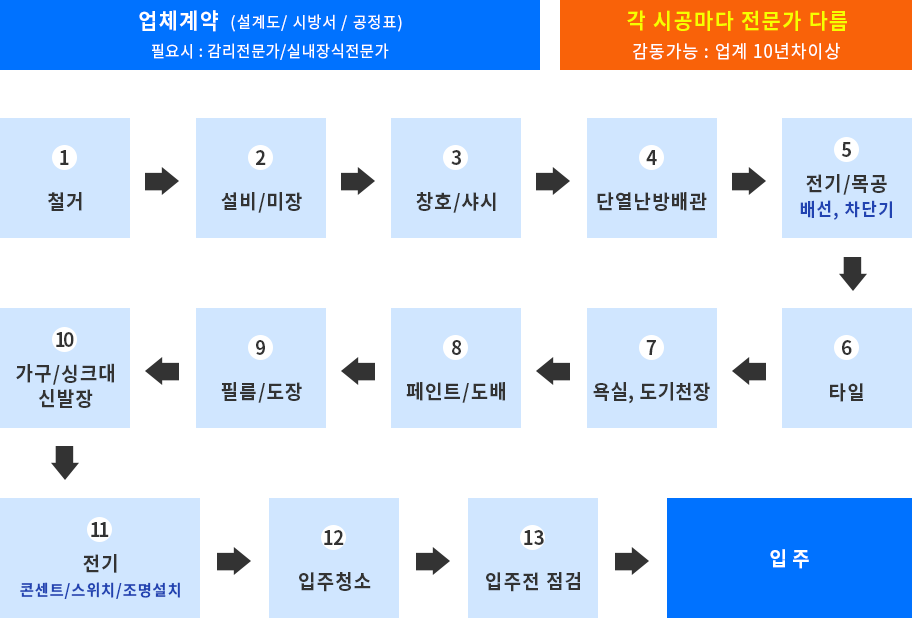 업체계약 (설계도/ 시방서 / 공정표)
필요시 : 감리전문가/실내장식전문가
각 시공마다 전문가 다름
감동가능 : 업계 10년차이상
1
철거
2
설비/미장
3
창호/샤시
4
단열난방배관
5
전기/목공
배선, 차단기
10
가구/싱크대
신발장
9
필름/도장
8
페인트/도배
7
욕실, 도기천장
6
타일
11
전기
콘센트/스위치/조명설치
12
입주청소
13
입주전 점검
입 주